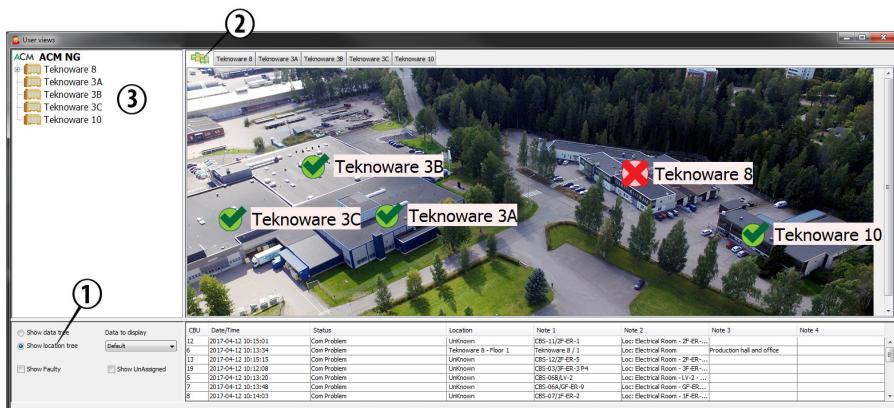 2
User views
ACM ACM NG
Teknoware 8
Teknoware 3A
Teknoware 3B
Teknoware 3C
Teknoware 10
3
Teknoware 8 Teknoware 3A Teknoware 3B Teknoware 3C Teknoware 10
Teknoware 3B
Teknoware 8
Teknoware 3C
Teknoware 3A
Teknoware 10
1
Show data tree Data to display
Show location tree Default
Show Faulty Show UnAssigned
CBU Date/Time Status Location Note 1 Note 2 Note 3 Note 4
12 2017-04-12 10:15:01 Com Problem UnKnown CBS-11/2F-ER-1 Loc: Electrical Room - 2F-ER-...
6 2017-04-12 10:13:34 Com Problem Teknoware 8 - Floor 1 Teknoware 8 / 1 Loc: Electrical Room Production hall and office
13 2017-04-12 10:15:15 Com Problem UnKnown CBS-12/2F-ER-5 Loc: Electrical Room - 2F-ER-...
19 2017-04-12 10:12:08 Com Problem UnKnown CBS-03/3F-ER-3 P4 Loc: Electrical Room - 3F-ER-...
5 2017-04-12 10:13:20 Com Problem UnKnown CBS-06B/LV-2 Loc: Electrical Room - LV-2 - ...
7 2017-04-12 10:13:48 Com Problem UnKnown CBS-06A/GF-ER-9 Loc: Electrical Room - GF-ER...
8 2017-04-12 10:14:03 Com Problem UnKnown CBS-07/1F-ER-2 Loc: Electrical Room - 1F-ER-...